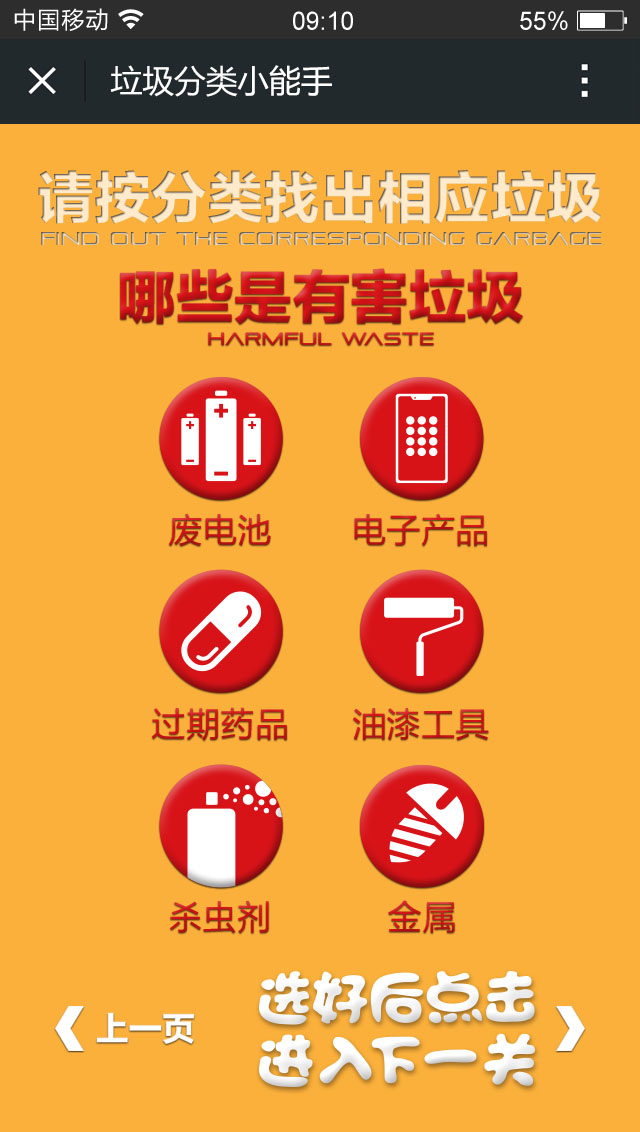 中国移动 09:10 55%
垃圾分类小能手
请按分类找出相应垃圾
FIND OUT THE CORRESPONDING GARBAGE
哪些是有害垃圾
HARMFUL WASTE
废电池 电子产品
过期药品 油漆工具
杀虫剂 金属
选好后点击
上一页
进入下一关